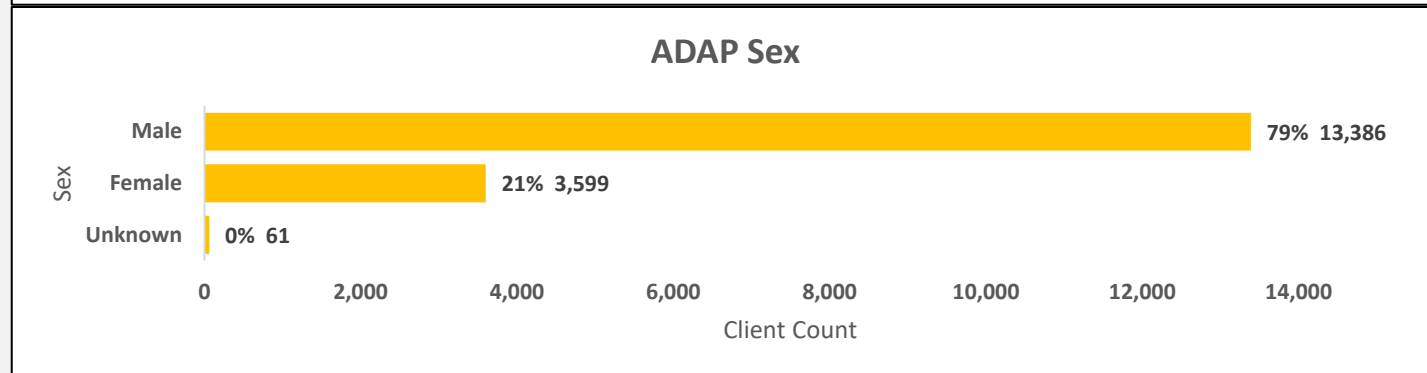 ADAP Sex
Male 79% 13,386
Sex
Female 21% 3,599
Unknown 0% 61
0 2,000 4,000 6,000 8,000 10,000 12,000 14,000
Client Count